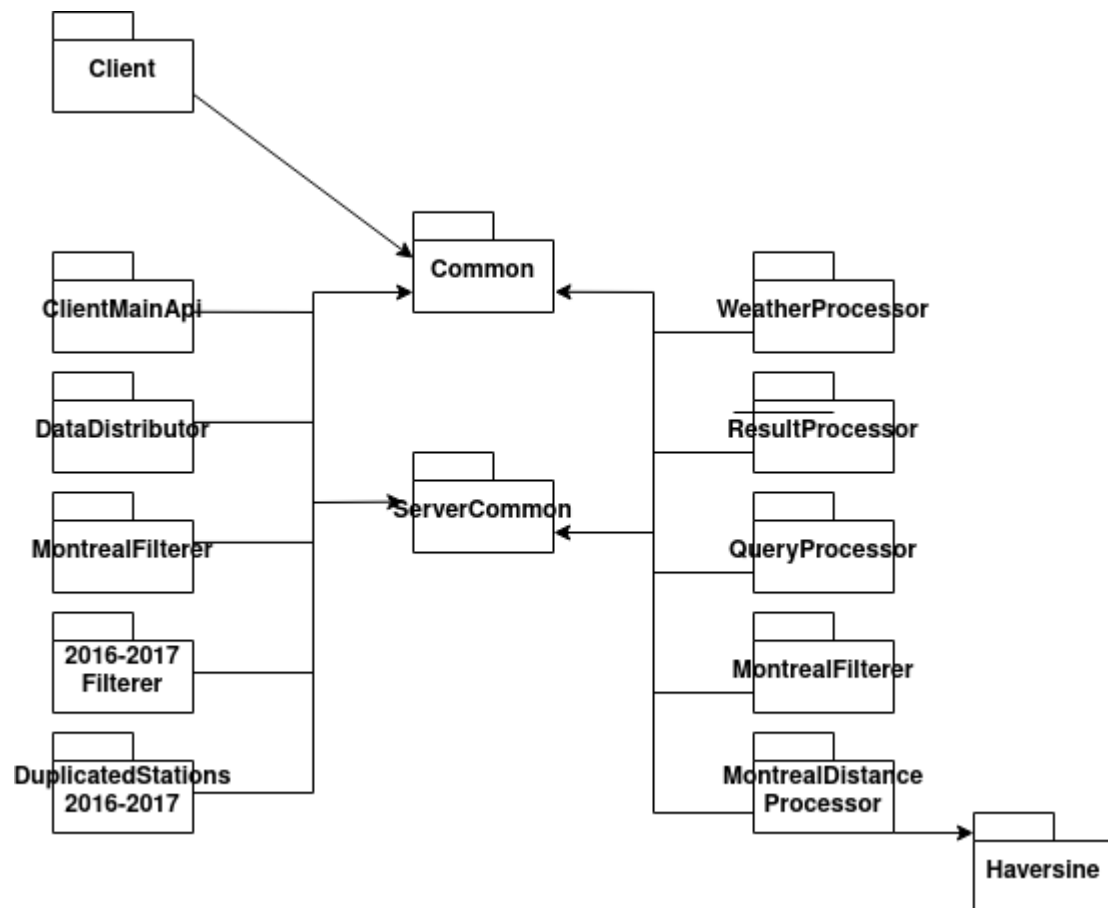 Client
Common
ClientMainApi
WeatherProcessor
DataDistributor
ResultProcessor
ServerCommon
MontrealFilterer
QueryProcessor
2016-2017
Filterer
MontrealFilterer
DuplicatedStations
2016-2017
MontrealDistance
Processor
Haversine